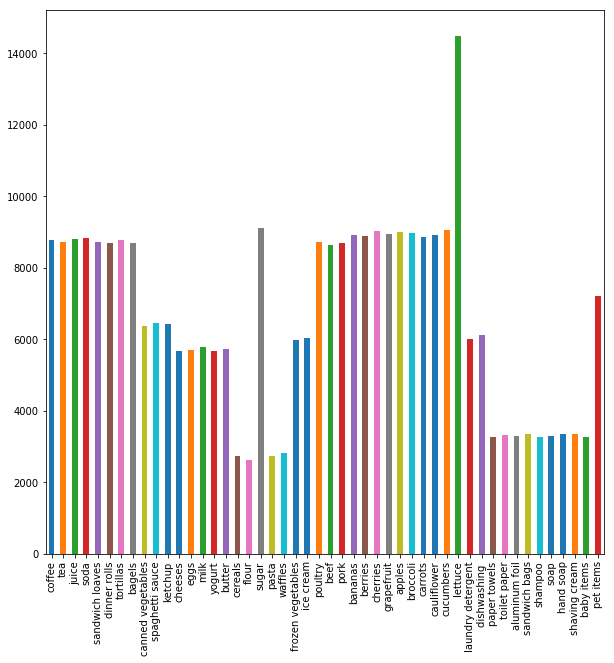 14000
12000
10000
8000
6000
4000
2000
0
coffee
tea
juice
soda
sandwich loaves
dinner rolls
tortillas
bagels
canned vegetables
spaghetti sauce
ketchup
cheeses
eggs
milk
yogurt
butter
cereals
flour
sugar
pasta
waffles
frozen vegetables
ice cream
poultry
beef
pork
bananas
berries
cherries
grapefruit
apples
broccoli
carrots
cauliflower
cucumbers
lettuce
laundry detergent
dishwashing
paper towels
toilet paper
aluminum foil
sandwich bags
shampoo
soap
hand soap
shaving cream
baby items
pet items